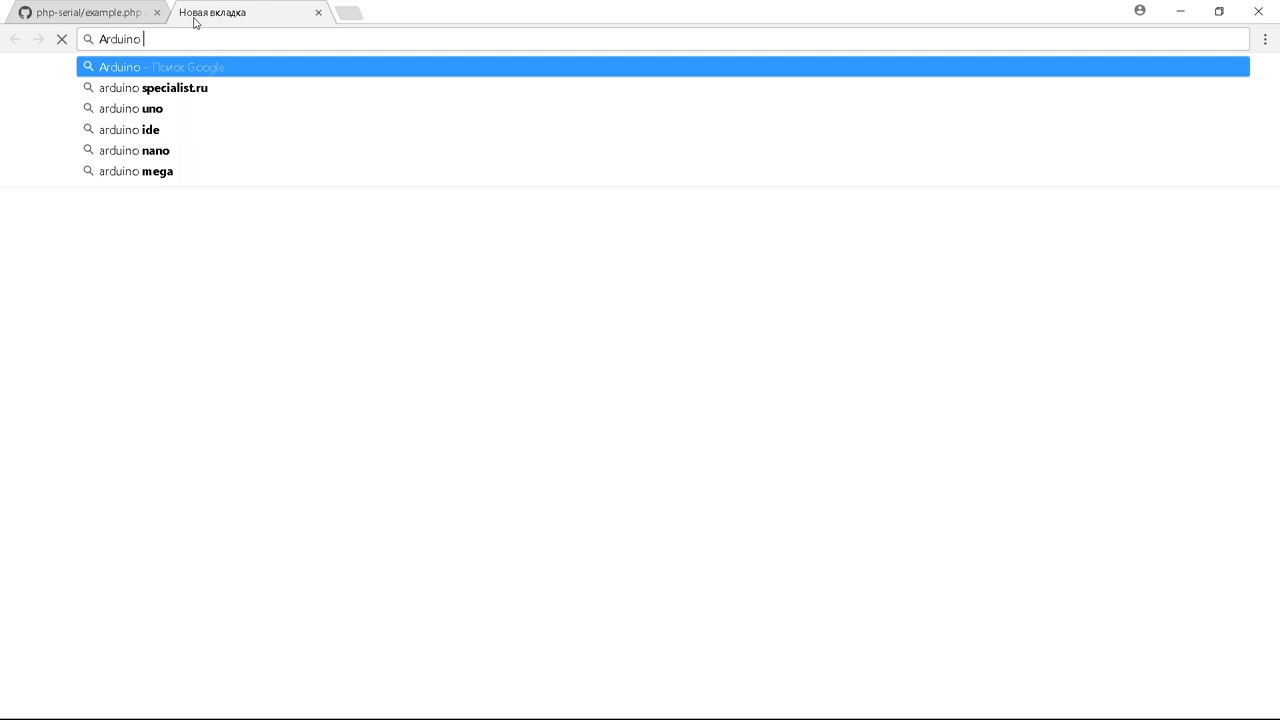 php-serial/example.php
Новая вкладка
Arduino
Arduino - Поиск Google
arduino specialist.ru
arduino uno
arduino ide
arduino nano
arduino mega